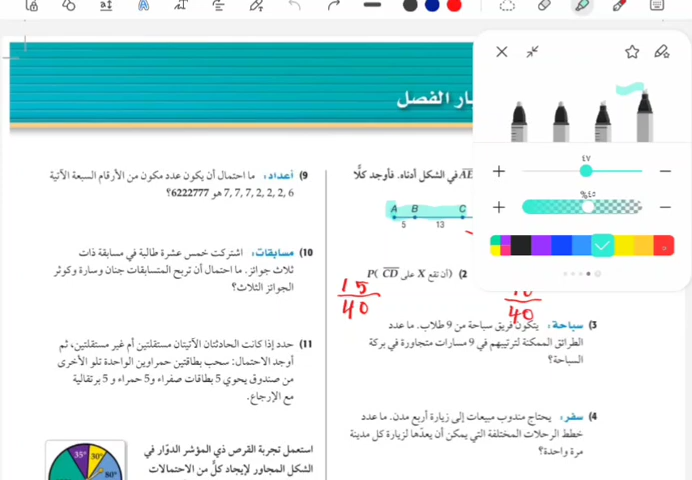 ار الفصل
في الشكل أدناه. فأوجد كلًّا
A B C
5 13
2) P( CD أن تقع X على)
15
40
40
3) سباحة: يتكون فريق سباحة من 9 طلاب. ما عدد
الطرائق الممكنة لترتيبهم في 9 مسارات متجاورة في بركة
السباحة؟
4) سفر: يحتاج مندوب مبيعات إلى زيارة أربع مدن. ما عدد
خطط الرحلات المختلفة التي يمكن أن يعدّها لزيارة كل مدينة
مرة واحدة؟
9) أعداد: ما احتمال أن يكون عدد مكون من الأرقام السبعة الآتية
6 ,2 ,2 ,2 ,7 ,7 ,7 هو 6222777؟
10) مسابقات: اشتركت خمس عشرة طالبة في مسابقة ذات
ثلاث جوائز. ما احتمال أن تربح المتسابقات جنان وسارة وكوثر
الجوائز الثلاث؟
11) حدد إذا كانت الحادثتان الآتيتان مستقلتين أم غير مستقلتين، ثم
أوجد الاحتمال: سحب بطاقتين حمراوين الواحدة تلو الأخرى
من صندوق يحوي 5 بطاقات صفراء و5 حمراء و 5 برتقالية
مع الإرجاع.
استعمل تجربة القرص ذي المؤشر الدوّار في
الشكل المجاور لإيجاد كلٍّ من الاحتمالات
35° 30° 80°
٤٧
٤٥%